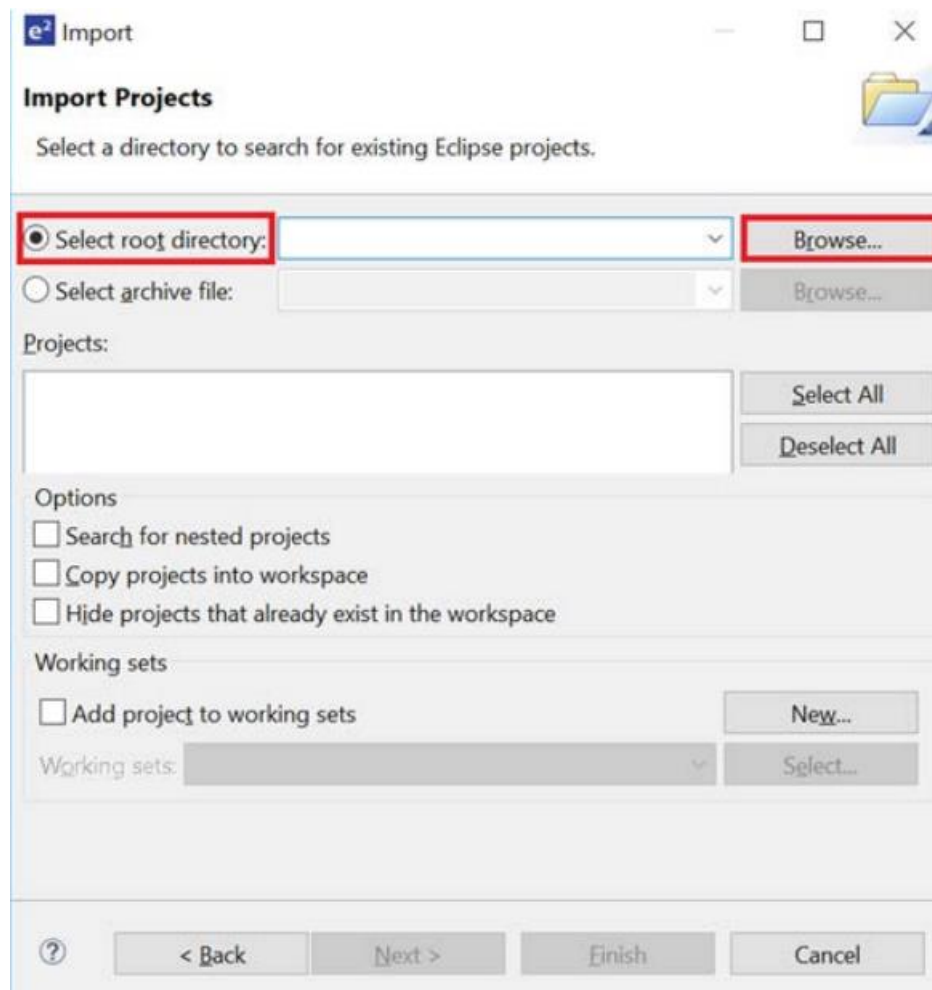 e² Import
Import Projects
Select a directory to search for existing Eclipse projects.
Select root directory: Browse...
Select archive file: Browse...
Projects:
Select All
Deselect All
Options
Search for nested projects
Copy projects into workspace
Hide projects that already exist in the workspace
Working sets
Add project to working sets New...
Working sets: Select...
? < Back Next > Finish Cancel